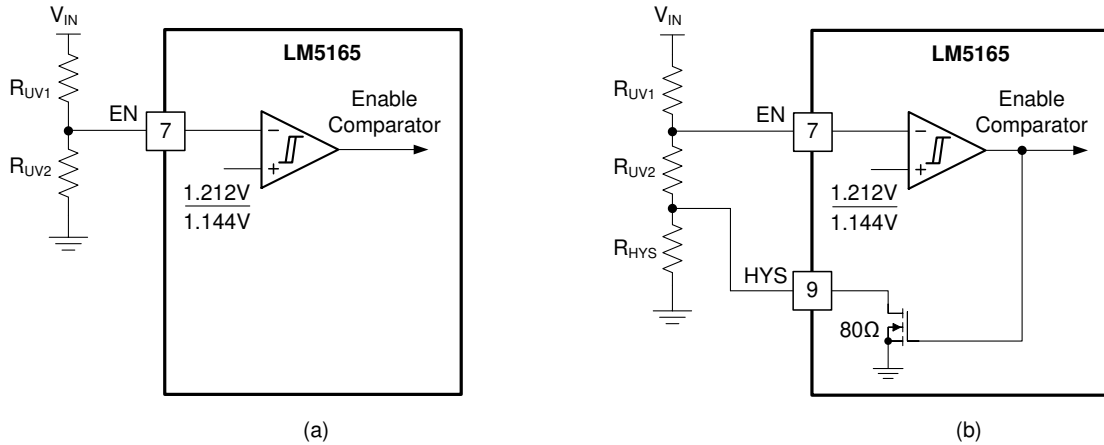 V_IN
LM5165
R_UV1
EN
7
−
+
Enable
Comparator
R_UV2
1.212V
1.144V
(a)
V_IN
LM5165
R_UV1
EN
7
−
+
Enable
Comparator
R_UV2
1.212V
1.144V
R_HYS
HYS
9
80Ω
(b)